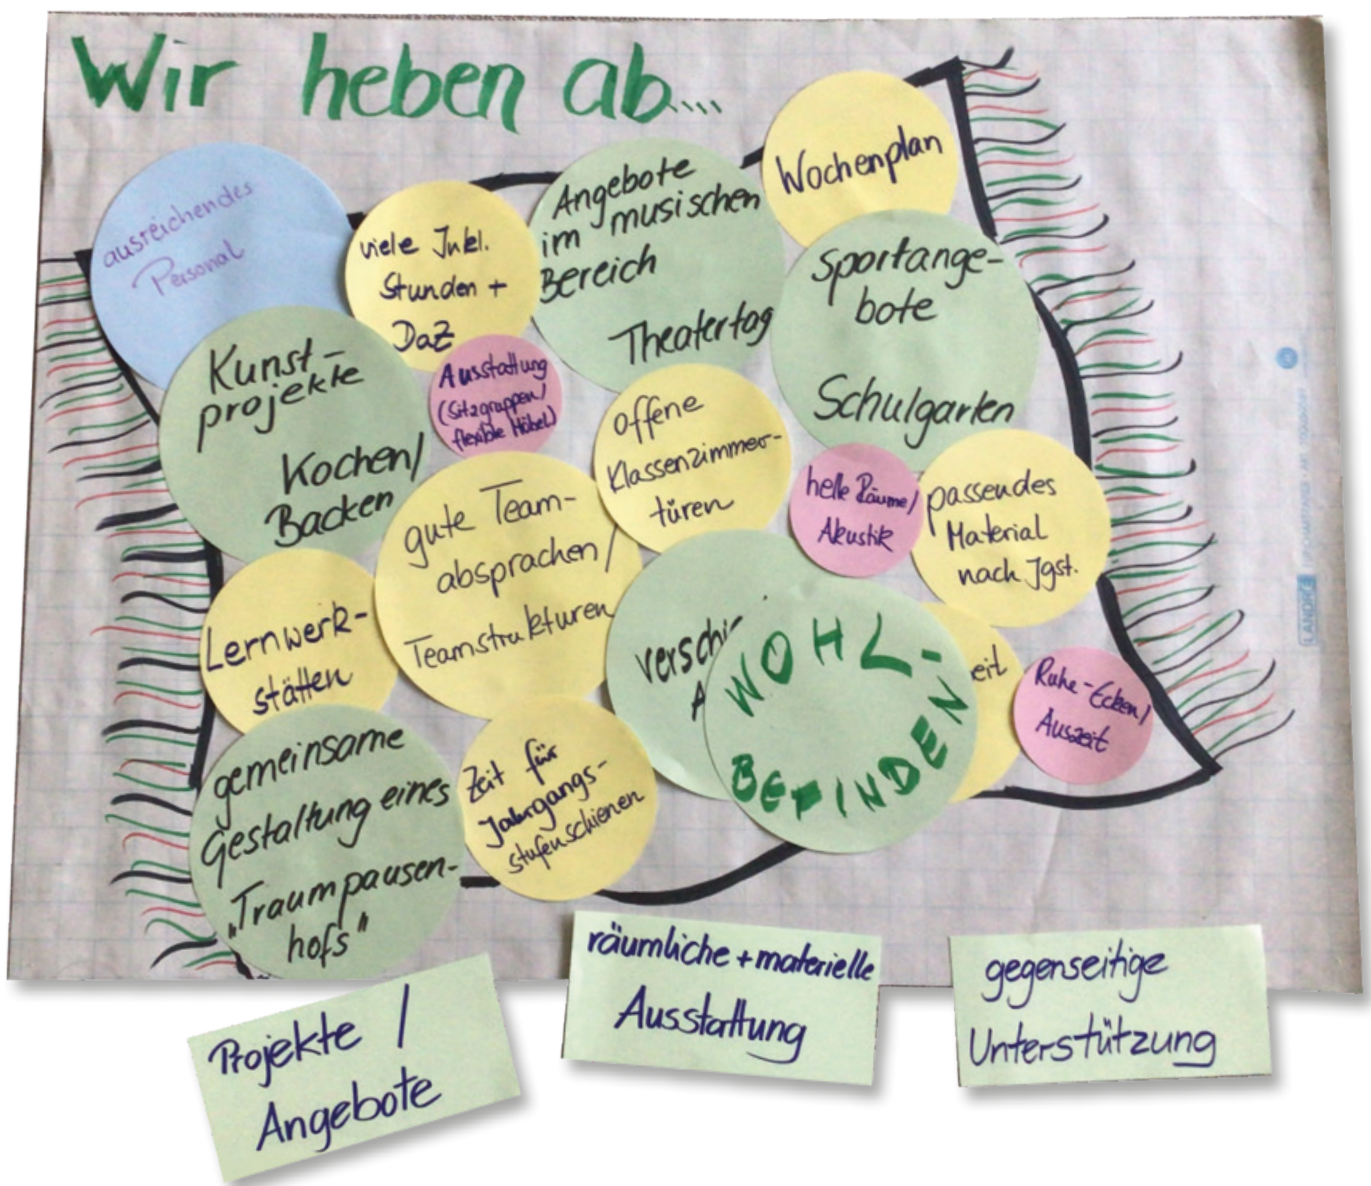 Wir heben ab...
ausreichendes
Personal
viele Inkl.
Stunden +
DaZ
Angebote
im musischen
Bereich
Theatertag
Wochenplan
Sportange-
bote
Schulgarten
Kunst-
projekte
Kochen/
Backen
Ausstattung
(Sitzgruppen/
flexible Möbel)
offene
Klassenzimmer-
türen
helle Räume/
Akustik
passendes
Material
nach Jgst.
gute Team-
absprachen/
Teamstrukturen
Lernwerk-
stätten
verschi
A
WOHL-
BEFINDEN
eit
Ruhe-Ecken/
Auszeit
gemeinsame
Gestaltung eines
"Traumpausen-
hofs"
Zeit für
Jahrgangs-
stufenschienen
LANDRÉ
Projekte /
Angebote
räumliche + materielle
Ausstattung
gegenseitige
Unterstützung